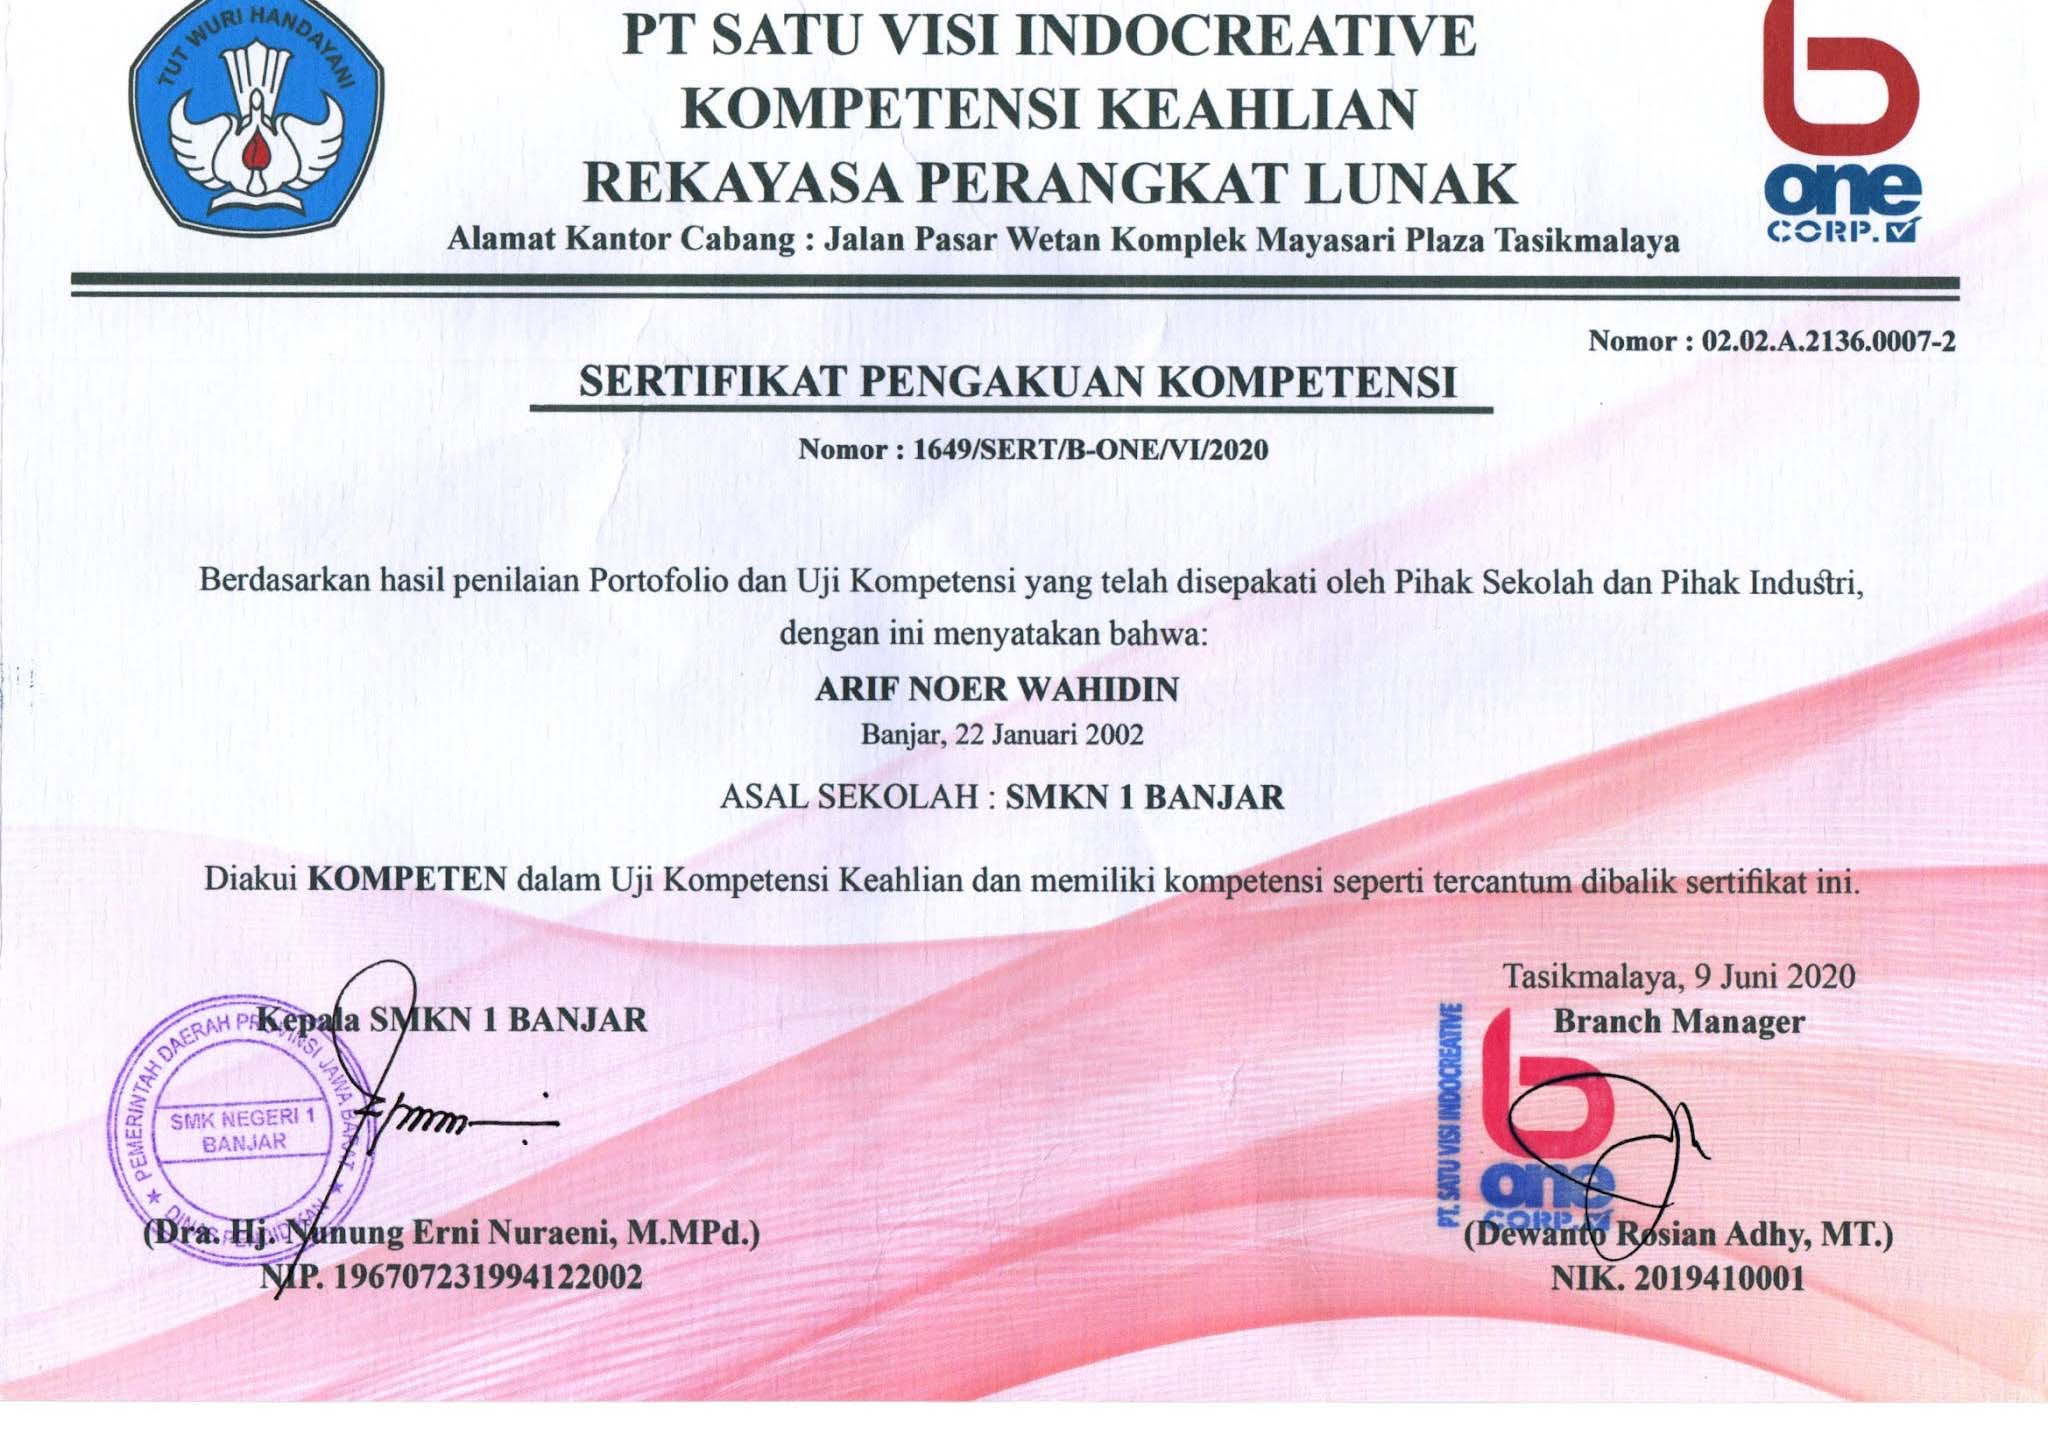 TUT WURI HANDAYANI
PT SATU VISI INDOCREATIVE
KOMPETENSI KEAHLIAN
REKAYASA PERANGKAT LUNAK
Alamat Kantor Cabang : Jalan Pasar Wetan Komplek Mayasari Plaza Tasikmalaya
b
one
CORP.
Nomor : 02.02.A.2136.0007-2
SERTIFIKAT PENGAKUAN KOMPETENSI
Nomor : 1649/SERT/B-ONE/VI/2020
Berdasarkan hasil penilaian Portofolio dan Uji Kompetensi yang telah disepakati oleh Pihak Sekolah dan Pihak Industri,
dengan ini menyatakan bahwa:
ARIF NOER WAHIDIN
Banjar, 22 Januari 2002
ASAL SEKOLAH : SMKN 1 BANJAR
Diakui KOMPETEN dalam Uji Kompetensi Keahlian dan memiliki kompetensi seperti tercantum dibalik sertifikat ini.
Kepala SMKN 1 BANJAR
PEMERINTAH DAERAH PROVINSI JAWA BARAT
SMK NEGERI 1
BANJAR
DINAS PENDIDIKAN
(Dra. Hj. Nunung Erni Nuraeni, M.MPd.)
NIP. 196707231994122002
Tasikmalaya, 9 Juni 2020
Branch Manager
PT. SATU VISI INDOCREATIVE
b
one
CORP.
(Dewanto Rosian Adhy, MT.)
NIK. 2019410001